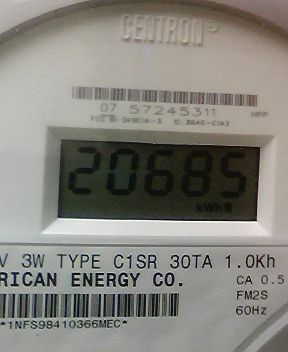 CENTRON®
07 57245311
20685
kWh
V 3W TYPE C1SR 30TA 1.0Kh
RICAN ENERGY CO.
CA 0.5
FM2S
60Hz
*1NFS98410366MEC*